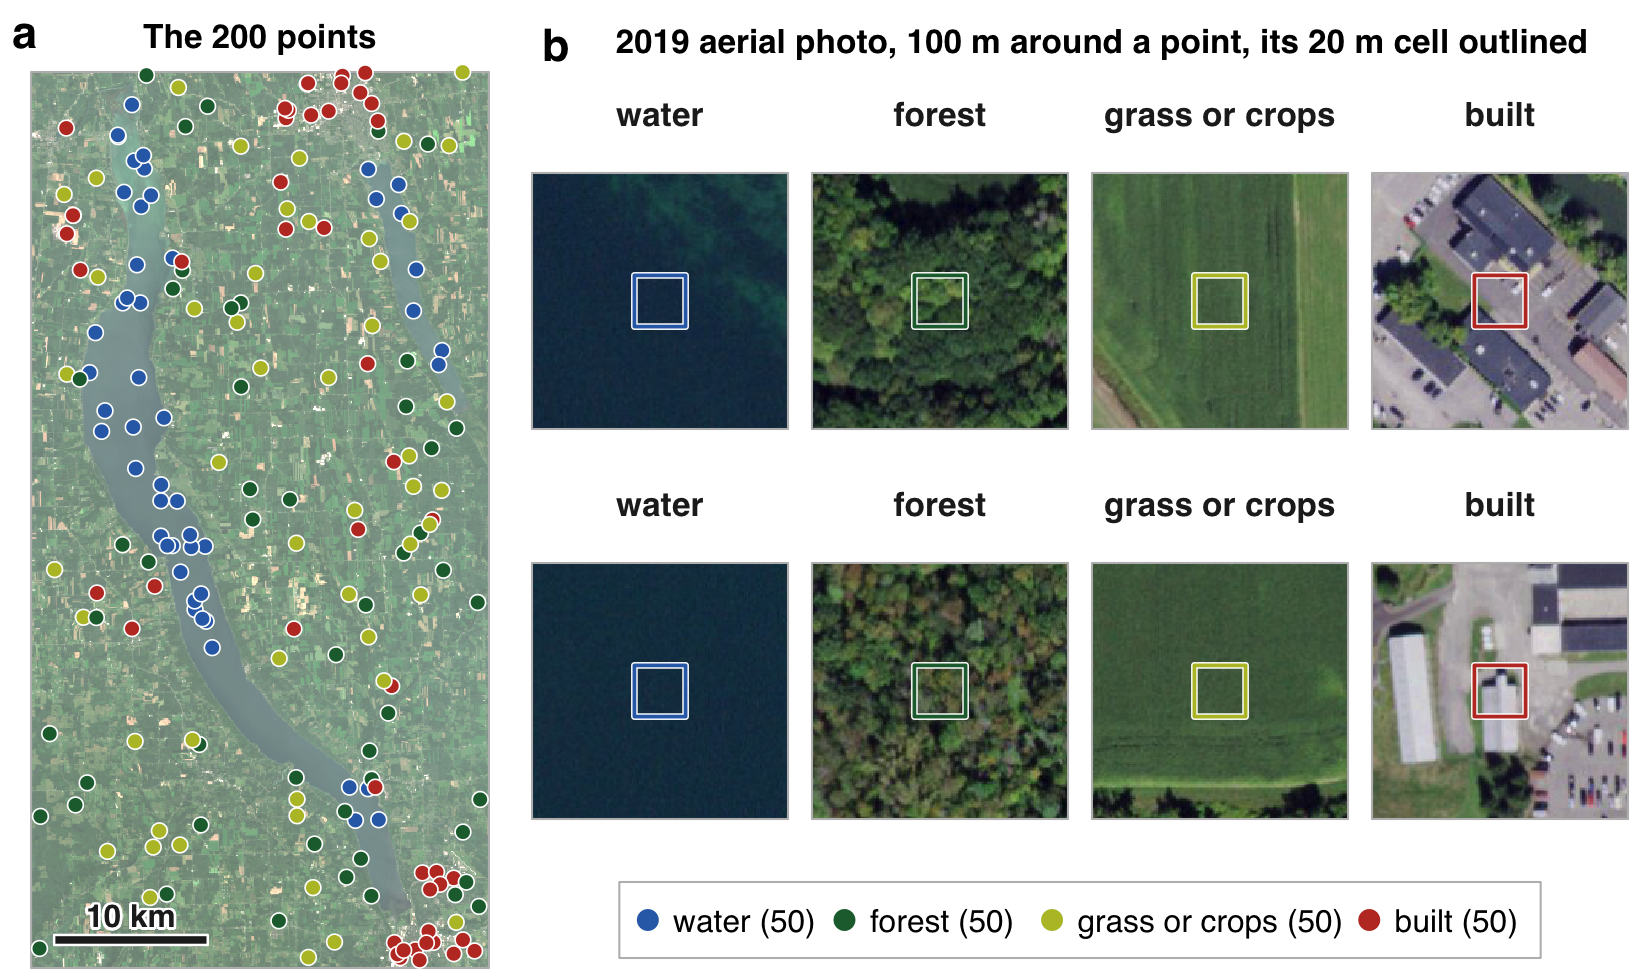 a
The 200 points
10 km
b
2019 aerial photo, 100 m around a point, its 20 m cell outlined
water
forest
grass or crops
built
water
forest
grass or crops
built
water (50)
forest (50)
grass or crops (50)
built (50)